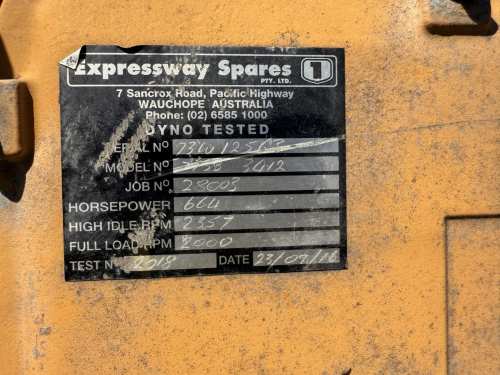 Expressway Spares
PTY. LTD.
7 Sancrox Road, Pacific Highway
WAUCHOPE AUSTRALIA
Phone: (02) 6585 1000
DYNO TESTED
SERIAL Nº
MODEL Nº 3412
JOB Nº 28003
HORSEPOWER 664
HIGH IDLE RPM 2357
FULL LOAD RPM 2000
TEST Nº 2018 DATE 23/07/16